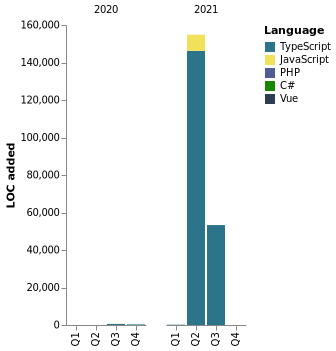 2020 2021
160,000
140,000
120,000
100,000
80,000
60,000
40,000
20,000
0
LOC added
Q1 Q2 Q3 Q4 Q1 Q2 Q3 Q4
Language
TypeScript
JavaScript
PHP
C#
Vue